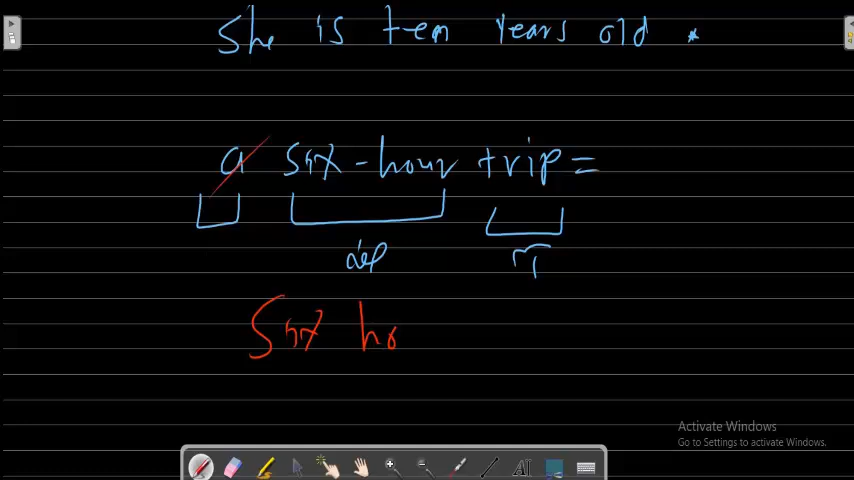 She is ten years old .
a six-hour trip =
Six ho
Activate Windows
Go to Settings to activate Windows.